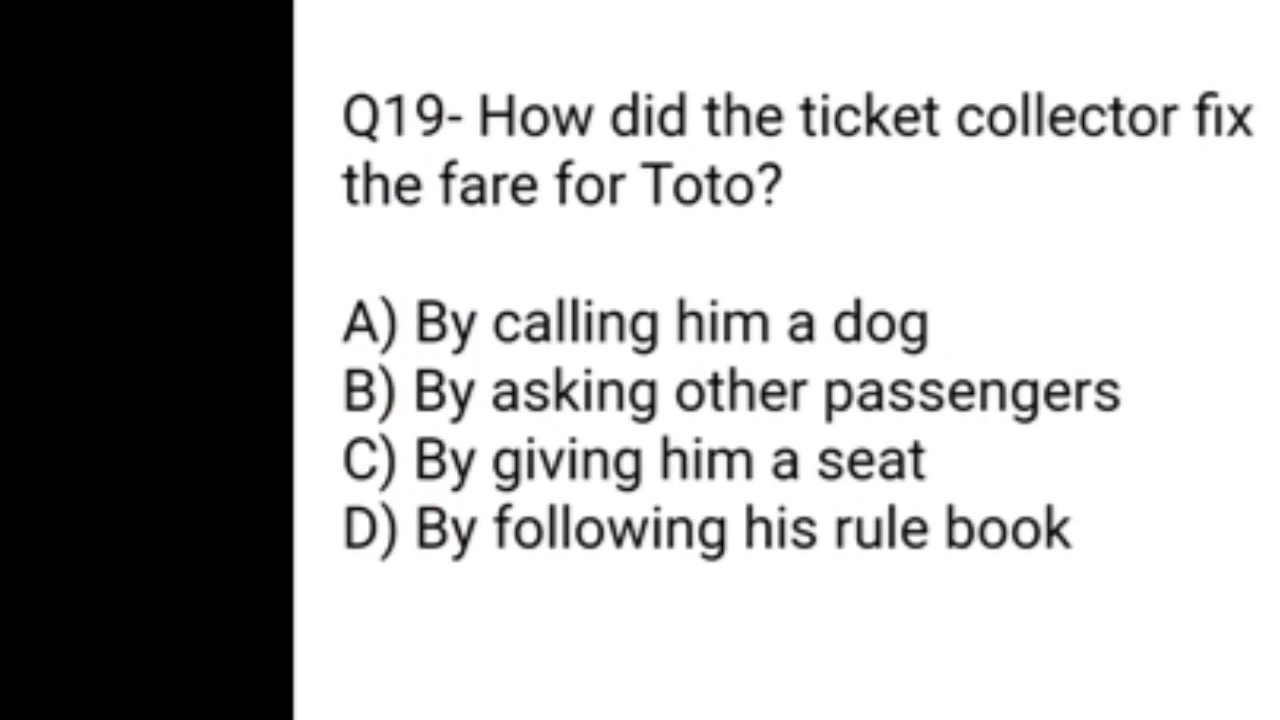 Q19- How did the ticket collector fix
the fare for Toto?
A) By calling him a dog
B) By asking other passengers
C) By giving him a seat
D) By following his rule book